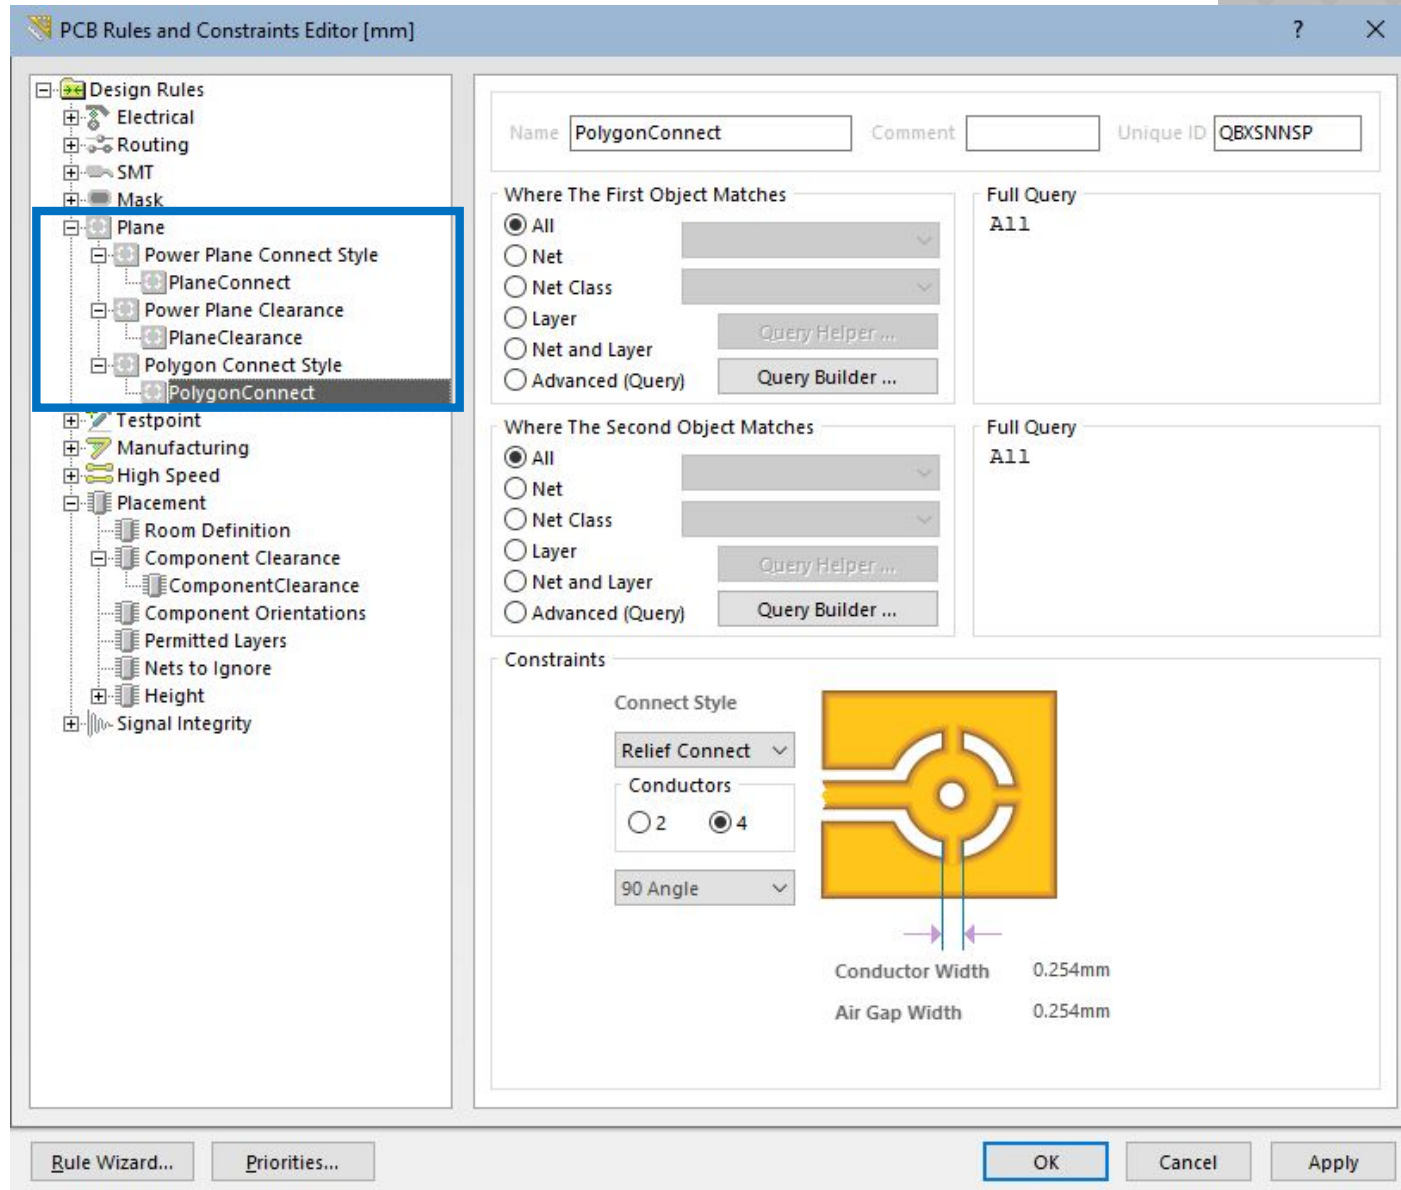 PCB Rules and Constraints Editor [mm]
?
Design Rules
Electrical
Routing
SMT
Mask
Plane
Power Plane Connect Style
PlaneConnect
Power Plane Clearance
PlaneClearance
Polygon Connect Style
PolygonConnect
Testpoint
Manufacturing
High Speed
Placement
Room Definition
Component Clearance
ComponentClearance
Component Orientations
Permitted Layers
Nets to Ignore
Height
Signal Integrity
Name PolygonConnect Comment Unique ID QBXSNNSP
Where The First Object Matches
All
Net
Net Class
Layer
Net and Layer
Advanced (Query)
Query Helper ...
Query Builder ...
Full Query
All
Where The Second Object Matches
All
Net
Net Class
Layer
Net and Layer
Advanced (Query)
Query Helper ...
Query Builder ...
Full Query
All
Constraints
Connect Style
Relief Connect
Conductors
2 4
90 Angle
Conductor Width 0.254mm
Air Gap Width 0.254mm
Rule Wizard... Priorities... OK Cancel Apply